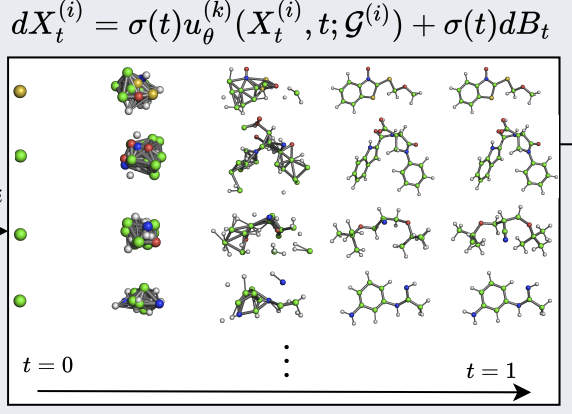 dX_t^{(i)} = σ(t)u_θ^{(k)}(X_t^{(i)}, t; 𝒢^{(i)}) + σ(t)dB_t
t = 0
⋮
t = 1